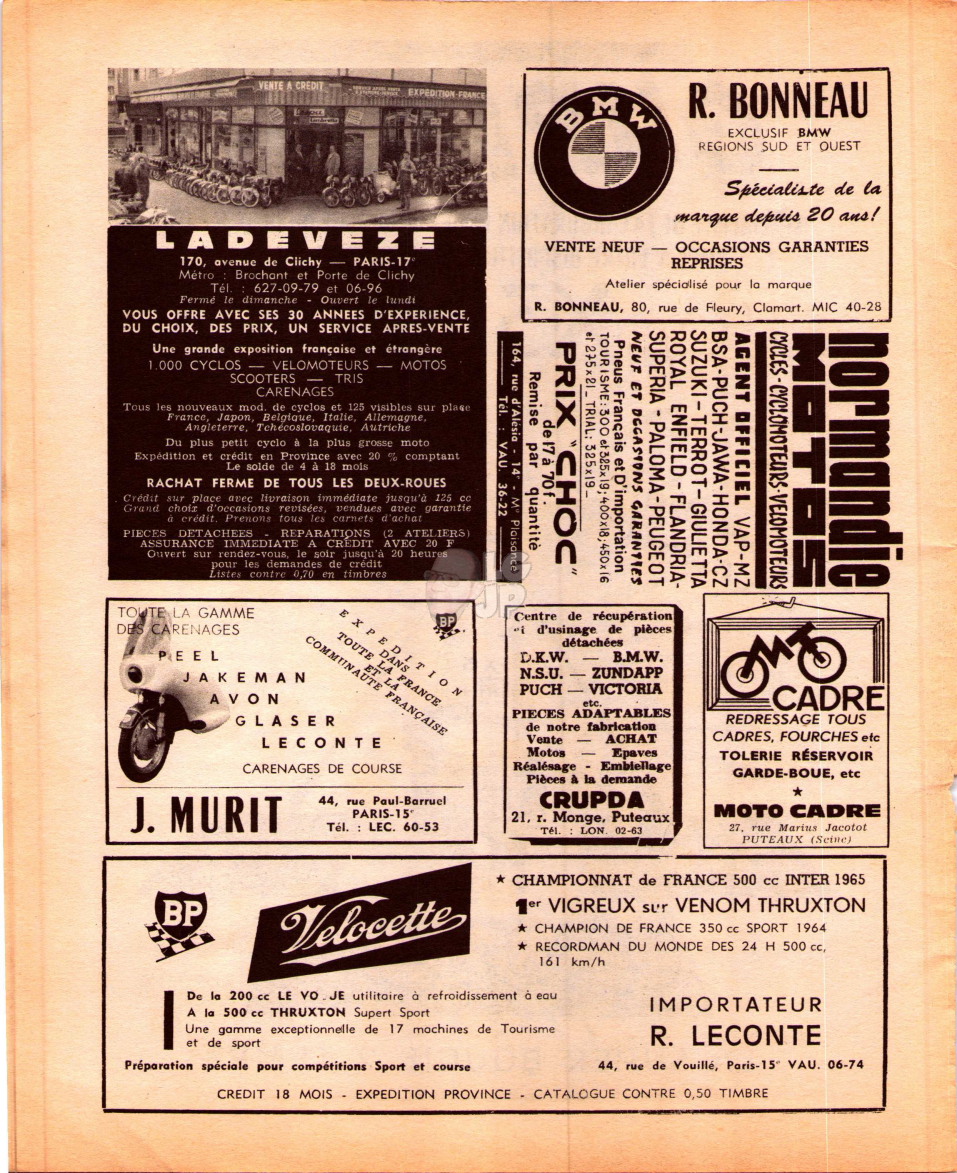 VENTE A CREDIT
EXPEDITION-FRANCE
LADEVEZE
170, avenue de Clichy — PARIS-17e
Métro : Brochant et Porte de Clichy
Tél. : 627-09-79 et 06-96
Fermé le dimanche - Ouvert le lundi
VOUS OFFRE AVEC SES 30 ANNEES D'EXPERIENCE,
DU CHOIX, DES PRIX, UN SERVICE APRES-VENTE
Une grande exposition française et étrangère
1.000 CYCLOS — VELOMOTEURS — MOTOS
SCOOTERS — TRIS
CARENAGES
Tous les nouveaux mod. de cyclos et 125 visibles sur place
France, Japon, Belgique, Italie, Allemagne,
Angleterre, Tchécoslovaquie, Autriche
Du plus petit cyclo à la plus grosse moto
Expédition et crédit en Province avec 20 % comptant
Le solde de 4 à 18 mois
RACHAT FERME DE TOUS LES DEUX-ROUES
Crédit sur place avec livraison immédiate jusqu'à 125 cc
Grand choix d'occasions revisées, vendues avec garantie
à crédit. Prenons tous les carnets d'achat
PIECES DETACHEES - REPARATIONS (2 ATELIERS)
ASSURANCE IMMEDIATE A CRÉDIT AVEC 20 F
Ouvert sur rendez-vous, le soir jusqu'à 20 heures
pour les demandes de crédit
Listes contre 0,70 en timbres
BMW
R. BONNEAU
EXCLUSIF BMW
REGIONS SUD ET OUEST
Spécialiste de la
marque depuis 20 ans!
VENTE NEUF — OCCASIONS GARANTIES
REPRISES
Atelier spécialisé pour la marque
R. BONNEAU, 80, rue de Fleury, Clamart. MIC 40-28
normandie
MOTOS
CYCLES - CYCLOMOTEURS - VELOMOTEURS
AGENT OFFICIEL VAP-MZ
BSA-PUCH-JAWA-HONDA-CZ
SUZUKI-TERROT-GIULIETTA
ROYAL ENFIELD - FLANDRIA-
SUPERIA - PALOMA-PEUGEOT
NEUF ET OCCASIONS GARANTIES
Pneus Français et D'importation
TOURISME:300 et 325x19;400x18;450x16
et 275x21_ TRIAL: 325x19_
PRIX "CHOC"
de 17 à 70f.
Remise par quantité
164, rue d'Alésia - 14e - Mo Plaisance
Tél. : VAU. 36-22
TOUTE LA GAMME
DES CARENAGES
PEEL
JAKEMAN
AVON
GLASER
LECONTE
CARENAGES DE COURSE
EXPEDITION
DANS
TOUTE LA FRANCE
ET LA
COMMUNAUTE FRANÇAISE
BP
J. MURIT
44, rue Paul-Barruel
PARIS-15e
Tél. : LEC. 60-53
JP
Centre de récupération
et d'usinage de pièces
détachées
D.K.W. — B.M.W.
N.S.U. — ZUNDAPP
PUCH — VICTORIA
etc.
PIECES ADAPTABLES
de notre fabrication
Vente — ACHAT
Motos — Epaves
Réalésage - Embiellage
Pièces à la demande
CRUPDA
21, r. Monge, Puteaux
Tél. : LON. 02-63
MT
CADRE
REDRESSAGE TOUS
CADRES, FOURCHES etc
TOLERIE RÉSERVOIR
GARDE-BOUE, etc
★
MOTO CADRE
27, rue Marius Jacotot
PUTEAUX (Seine)
BP
Velocette
★ CHAMPIONNAT de FRANCE 500 cc INTER 1965
1er VIGREUX sur VENOM THRUXTON
★ CHAMPION DE FRANCE 350 cc SPORT 1964
★ RECORDMAN DU MONDE DES 24 H 500 cc,
161 km/h
De la 200 cc LE VO JE utilitaire à refroidissement à eau
A la 500 cc THRUXTON Supert Sport
Une gamme exceptionnelle de 17 machines de Tourisme
et de sport
Préparation spéciale pour compétitions Sport et course
IMPORTATEUR
R. LECONTE
44, rue de Vouillé, Paris-15e VAU. 06-74
CREDIT 18 MOIS - EXPEDITION PROVINCE - CATALOGUE CONTRE 0,50 TIMBRE